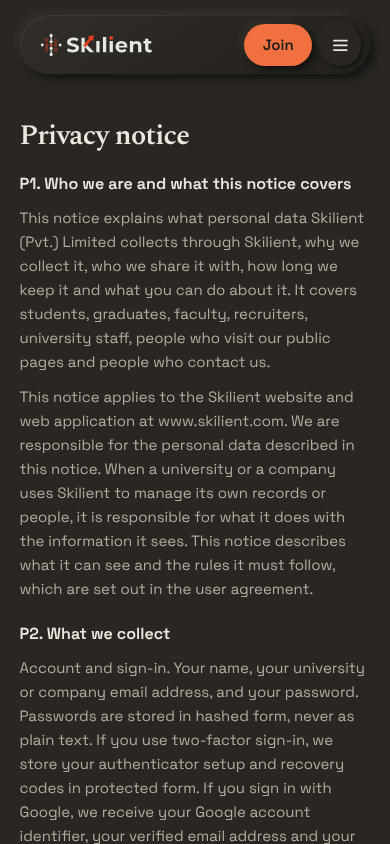 Skilient
Join
Privacy notice
P1. Who we are and what this notice covers
This notice explains what personal data Skilient
(Pvt.) Limited collects through Skilient, why we
collect it, who we share it with, how long we
keep it and what you can do about it. It covers
students, graduates, faculty, recruiters,
university staff, people who visit our public
pages and people who contact us.
This notice applies to the Skilient website and
web application at www.skilient.com. We are
responsible for the personal data described in
this notice. When a university or a company
uses Skilient to manage its own records or
people, it is responsible for what it does with
the information it sees. This notice describes
what it can see and the rules it must follow,
which are set out in the user agreement.
P2. What we collect
Account and sign-in. Your name, your university
or company email address, and your password.
Passwords are stored in hashed form, never as
plain text. If you use two-factor sign-in, we
store your authenticator setup and recovery
codes in protected form. If you sign in with
Google, we receive your Google account
identifier, your verified email address and your